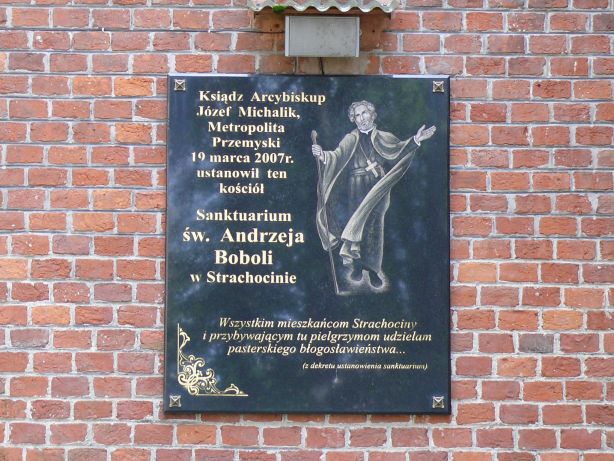 Ksiądz Arcybiskup
Józef Michalik,
Metropolita
Przemyski
19 marca 2007r.
ustanowił ten
kościół
Sanktuarium
św. Andrzeja
Boboli
w Strachocinie
Wszystkim mieszkańcom Strachociny
i przybywającym tu pielgrzymom udzielam
pasterskiego błogosławieństwa...
(z dekretu ustanowienia sanktuarium)